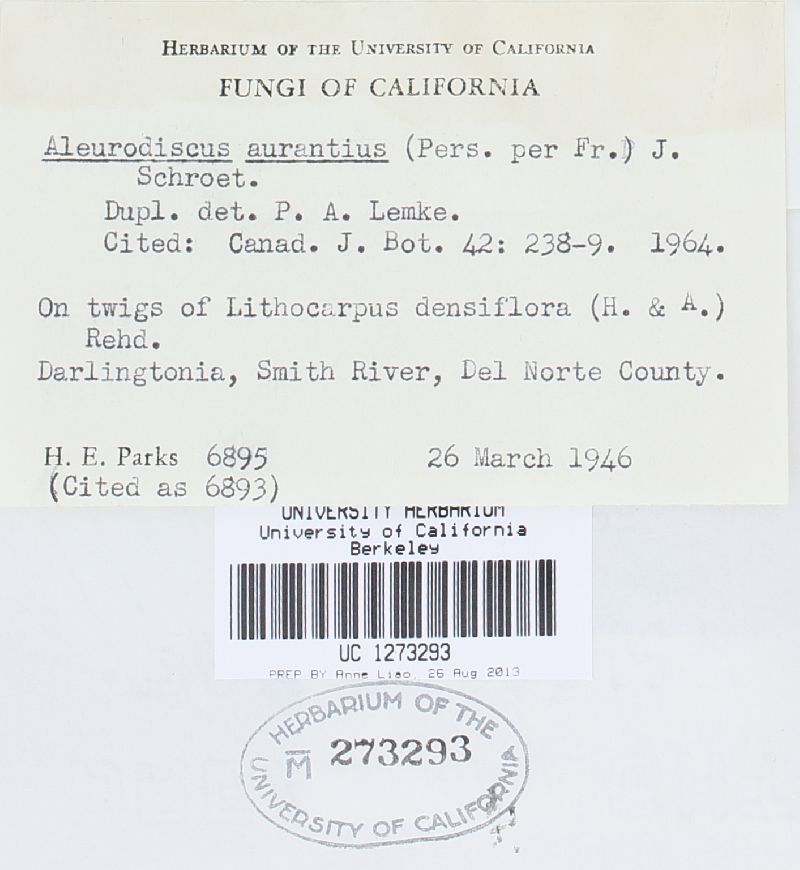 HERBARIUM OF THE UNIVERSITY OF CALIFORNIA
FUNGI OF CALIFORNIA
Aleurodiscus aurantius (Pers. per Fr.) J.
Schroet.
Dupl. det. P. A. Lemke.
Cited: Canad. J. Bot. 42: 238-9. 1964.
On twigs of Lithocarpus densiflora (H. & A.)
Rehd.
Darlingtonia, Smith River, Del Norte County.
H. E. Parks 6895 26 March 1946
(Cited as 6893)
UNIVERSITY HERBARIUM
University of California
Berkeley
UC 1273293
PREP BY Anne Liao, 26 Aug 2013
HERBARIUM OF THE
M 273293
UNIVERSITY OF CALIFORNIA